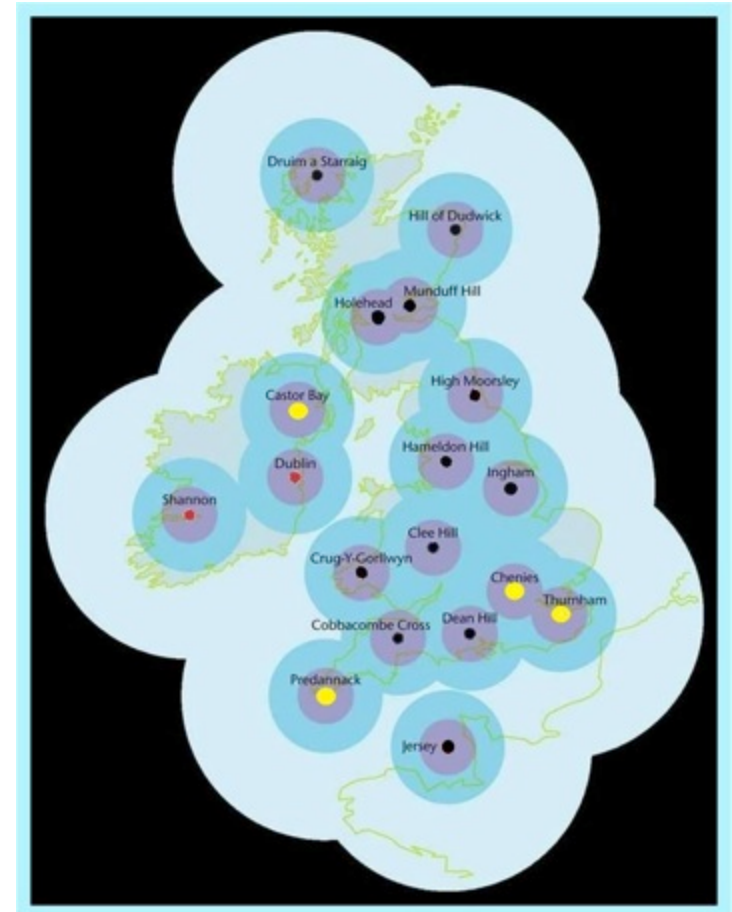 Druim a Starraig
Hill of Dudwick
Munduff Hill
Holehead
High Moorsley
Castor Bay
Hameldon Hill
Dublin
Ingham
Shannon
Clee Hill
Crug-Y-Gorllwyn
Chenies
Thurnham
Cobbacombe Cross
Dean Hill
Predannack
Jersey